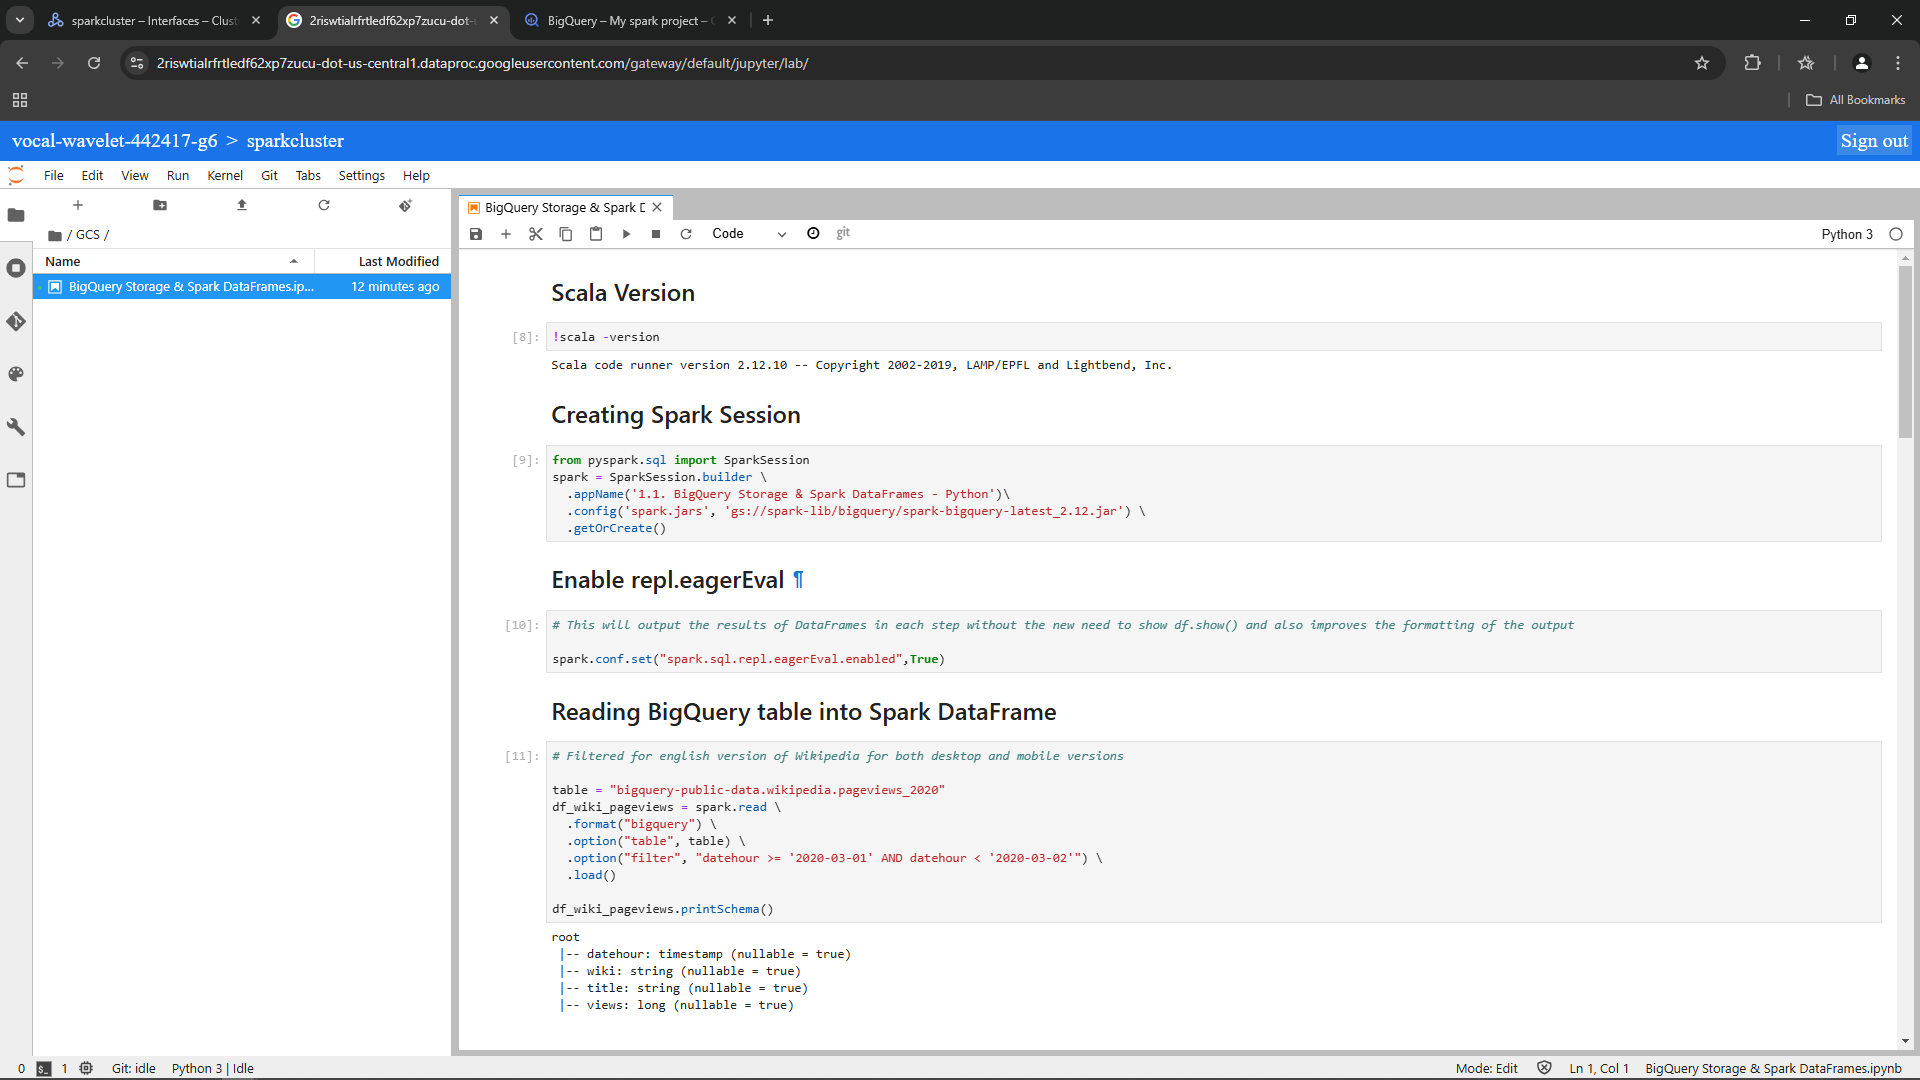 sparkcluster – Interfaces – Clust
2riswtialrfrtledf62xp7zucu-dot-
BigQuery – My spark project –
2riswtialrfrtledf62xp7zucu-dot-us-central1.dataproc.googleusercontent.com/gateway/default/jupyter/lab/
All Bookmarks
vocal-wavelet-442417-g6 > sparkcluster
Sign out
File Edit View Run Kernel Git Tabs Settings Help
/ GCS /
Name Last Modified
BigQuery Storage & Spark DataFrames.ip... 12 minutes ago
BigQuery Storage & Spark D
Code
git
Python 3
Scala Version
[8]: !scala -version
Scala code runner version 2.12.10 -- Copyright 2002-2019, LAMP/EPFL and Lightbend, Inc.
Creating Spark Session
[9]: from pyspark.sql import SparkSession
spark = SparkSession.builder \
.appName('1.1. BigQuery Storage & Spark DataFrames - Python')\
.config('spark.jars', 'gs://spark-lib/bigquery/spark-bigquery-latest_2.12.jar') \
.getOrCreate()
Enable repl.eagerEval ¶
[10]: # This will output the results of DataFrames in each step without the new need to show df.show() and also improves the formatting of the output
spark.conf.set("spark.sql.repl.eagerEval.enabled",True)
Reading BigQuery table into Spark DataFrame
[11]: # Filtered for english version of Wikipedia for both desktop and mobile versions
table = "bigquery-public-data.wikipedia.pageviews_2020"
df_wiki_pageviews = spark.read \
.format("bigquery") \
.option("table", table) \
.option("filter", "datehour >= '2020-03-01' AND datehour < '2020-03-02'") \
.load()
df_wiki_pageviews.printSchema()
root
|-- datehour: timestamp (nullable = true)
|-- wiki: string (nullable = true)
|-- title: string (nullable = true)
|-- views: long (nullable = true)
0 $_ 1 Git: idle Python 3 | Idle
Mode: Edit Ln 1, Col 1 BigQuery Storage & Spark DataFrames.ipynb